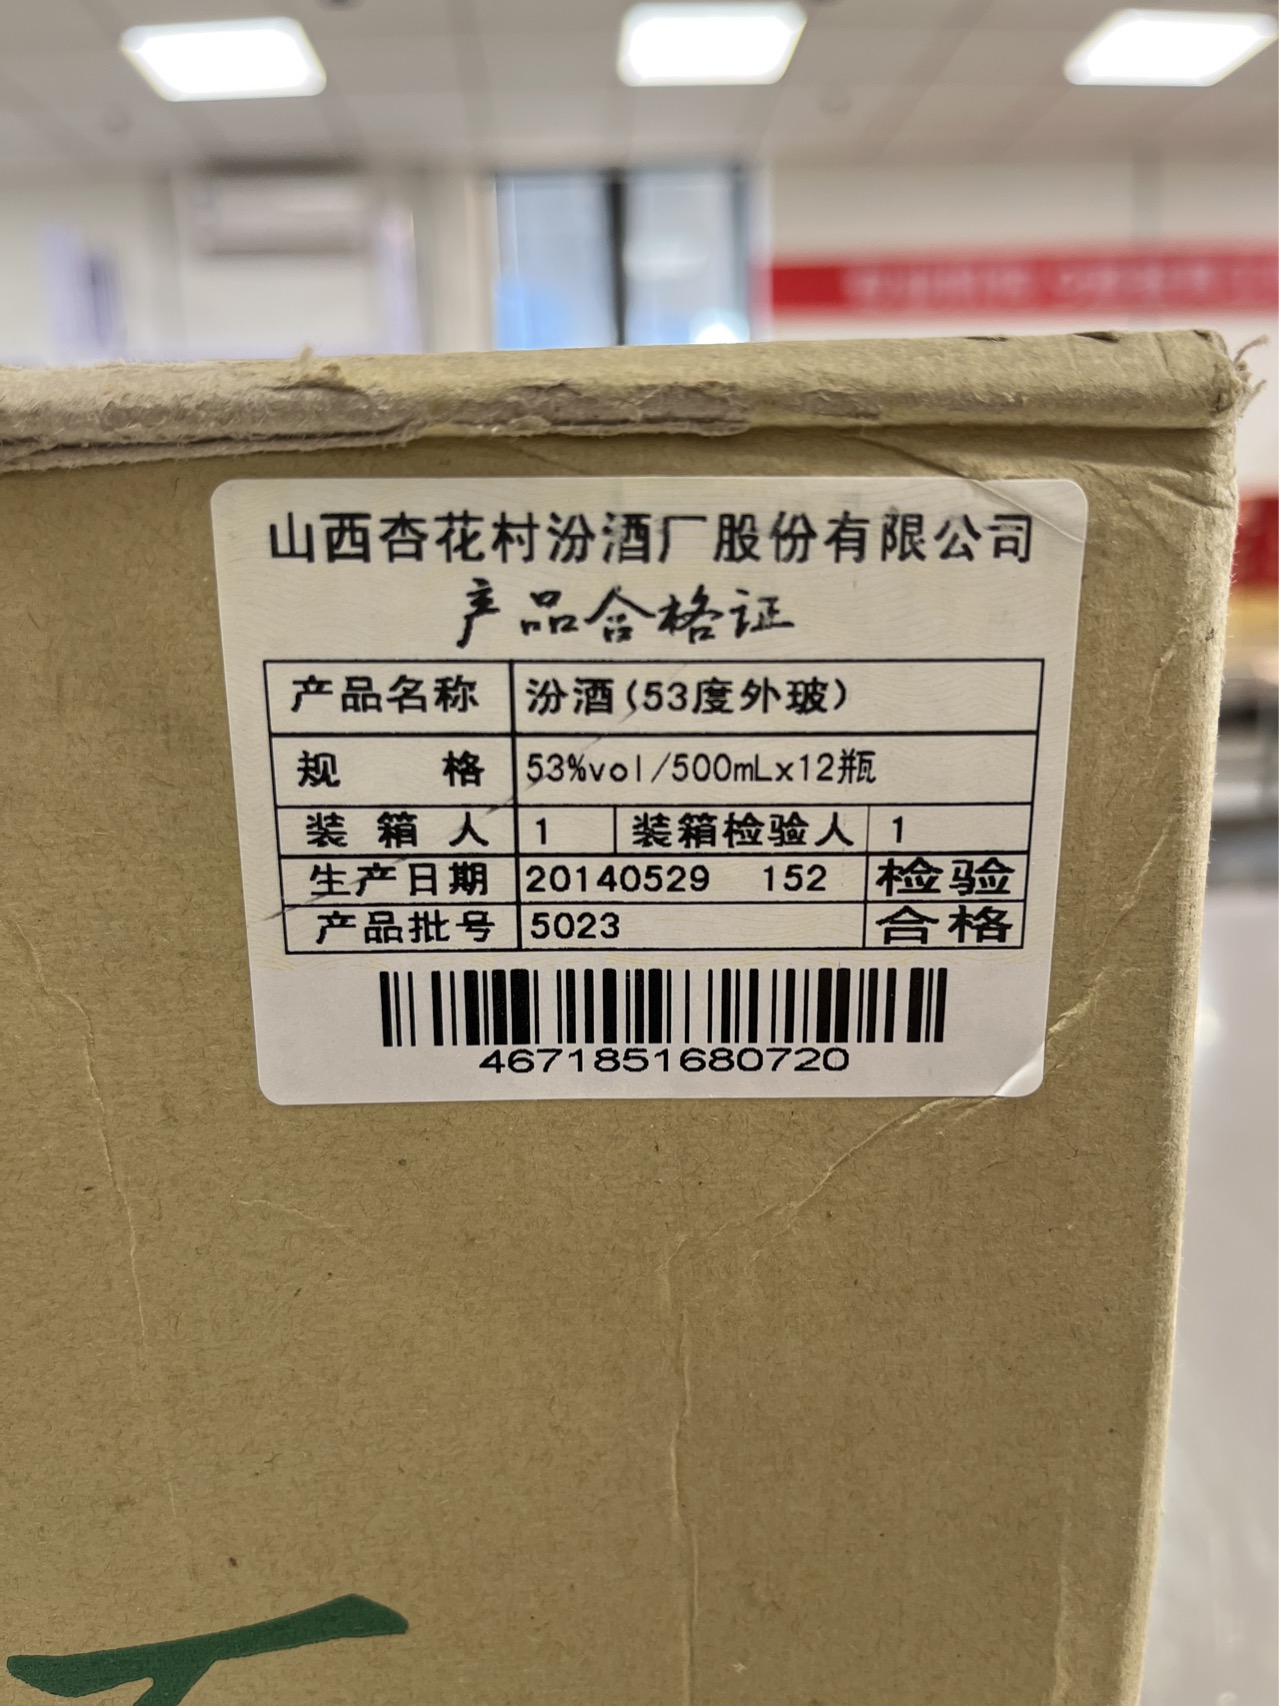 山西杏花村汾酒厂股份有限公司
产品合格证
产品名称 汾酒(53度外玻)
规格 53%vol/500mLx12瓶
装箱人 1 装箱检验人 1
生产日期 20140529 152 检验
产品批号 5023 合格
4671851680720